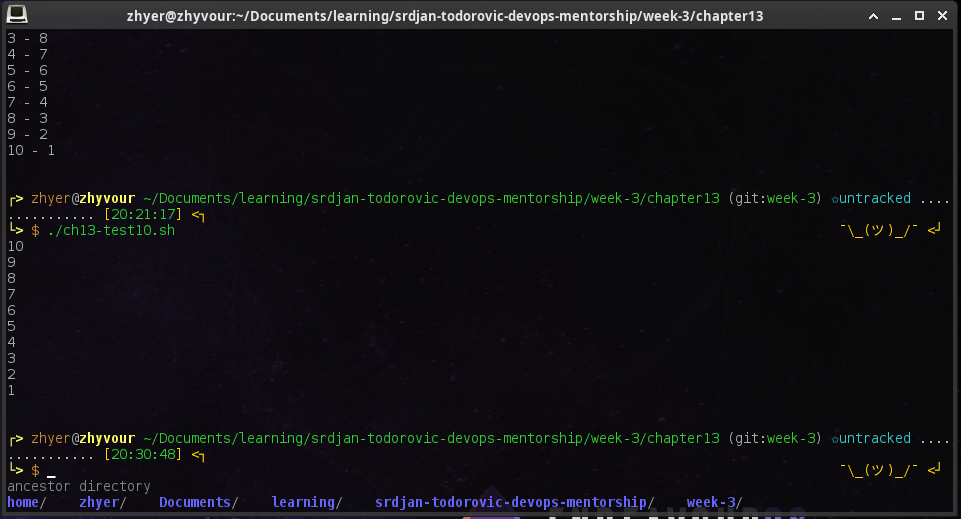 zhyer@zhyvour:~/Documents/learning/srdjan-todorovic-devops-mentorship/week-3/chapter13
3 - 8
4 - 7
5 - 6
6 - 5
7 - 4
8 - 3
9 - 2
10 - 1
┌> zhyer@zhyvour ~/Documents/learning/srdjan-todorovic-devops-mentorship/week-3/chapter13 (git:week-3) ✩untracked ....
........... [20:21:17] <┐
└> $ ./ch13-test10.sh ¯\_(ツ)_/¯ <┘
10
9
8
7
6
5
4
3
2
1
┌> zhyer@zhyvour ~/Documents/learning/srdjan-todorovic-devops-mentorship/week-3/chapter13 (git:week-3) ✩untracked ....
........... [20:30:48] <┐
└> $ _ ¯\_(ツ)_/¯ <┘
ancestor directory
home/ zhyer/ Documents/ learning/ srdjan-todorovic-devops-mentorship/ week-3/